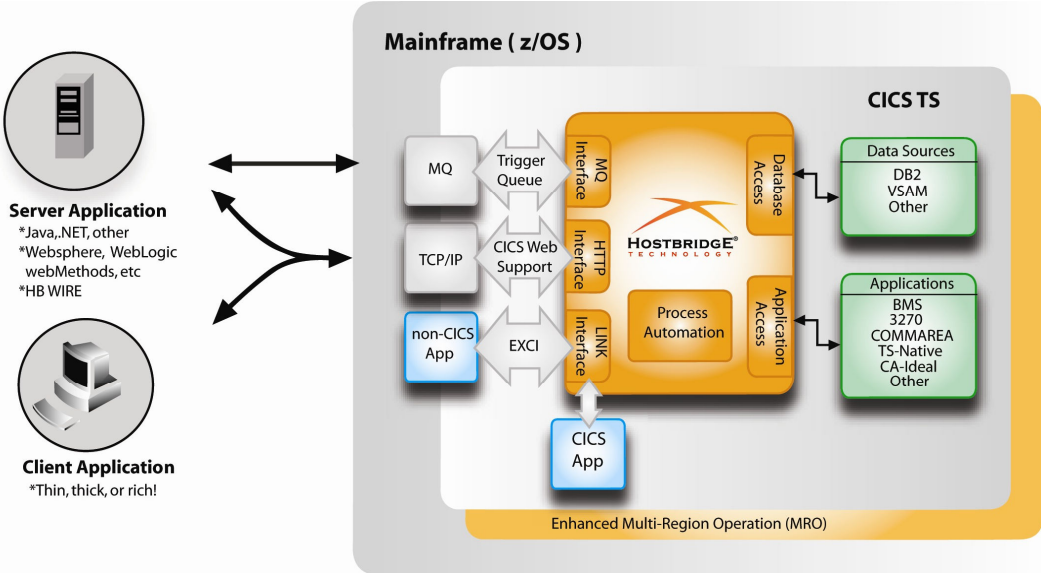 Mainframe ( z/OS )
CICS TS
Server Application
*Java,.NET, other
*Websphere, WebLogic
webMethods, etc
*HB WIRE
Client Application
*Thin, thick, or rich!
MQ
Trigger
Queue
MQ
Interface
TCP/IP
CICS Web
Support
HTTP
Interface
non-CICS
App
EXCI
LINK
Interface
CICS
App
HOSTBRIDGE®
TECHNOLOGY
Process
Automation
Database
Access
Application
Access
Data Sources
DB2
VSAM
Other
Applications
BMS
3270
COMMAREA
TS-Native
CA-Ideal
Other
Enhanced Multi-Region Operation (MRO)